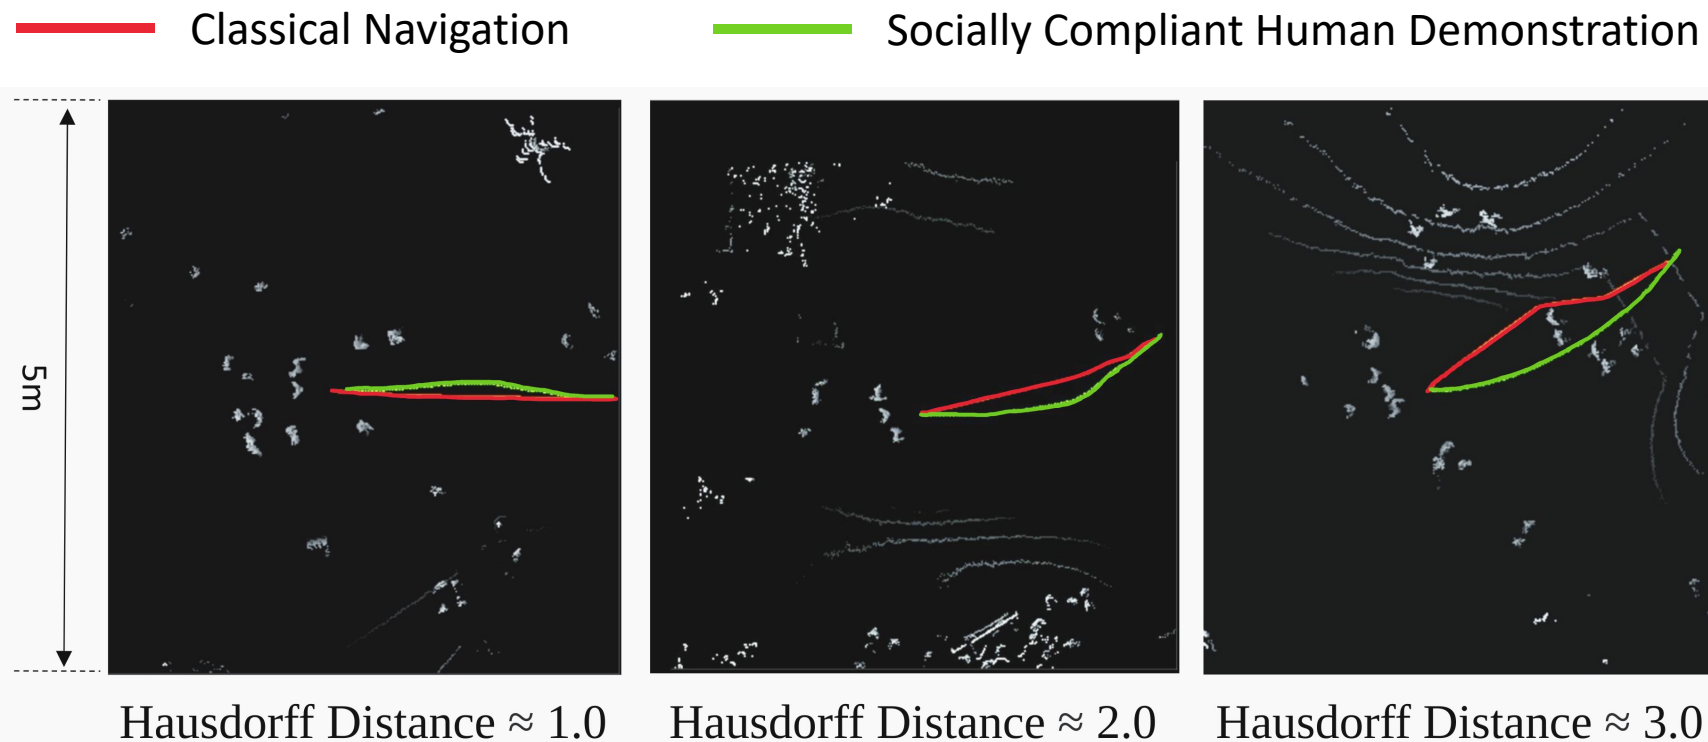 Classical Navigation
Socially Compliant Human Demonstration
5m
Hausdorff Distance ≈ 1.0
Hausdorff Distance ≈ 2.0
Hausdorff Distance ≈ 3.0